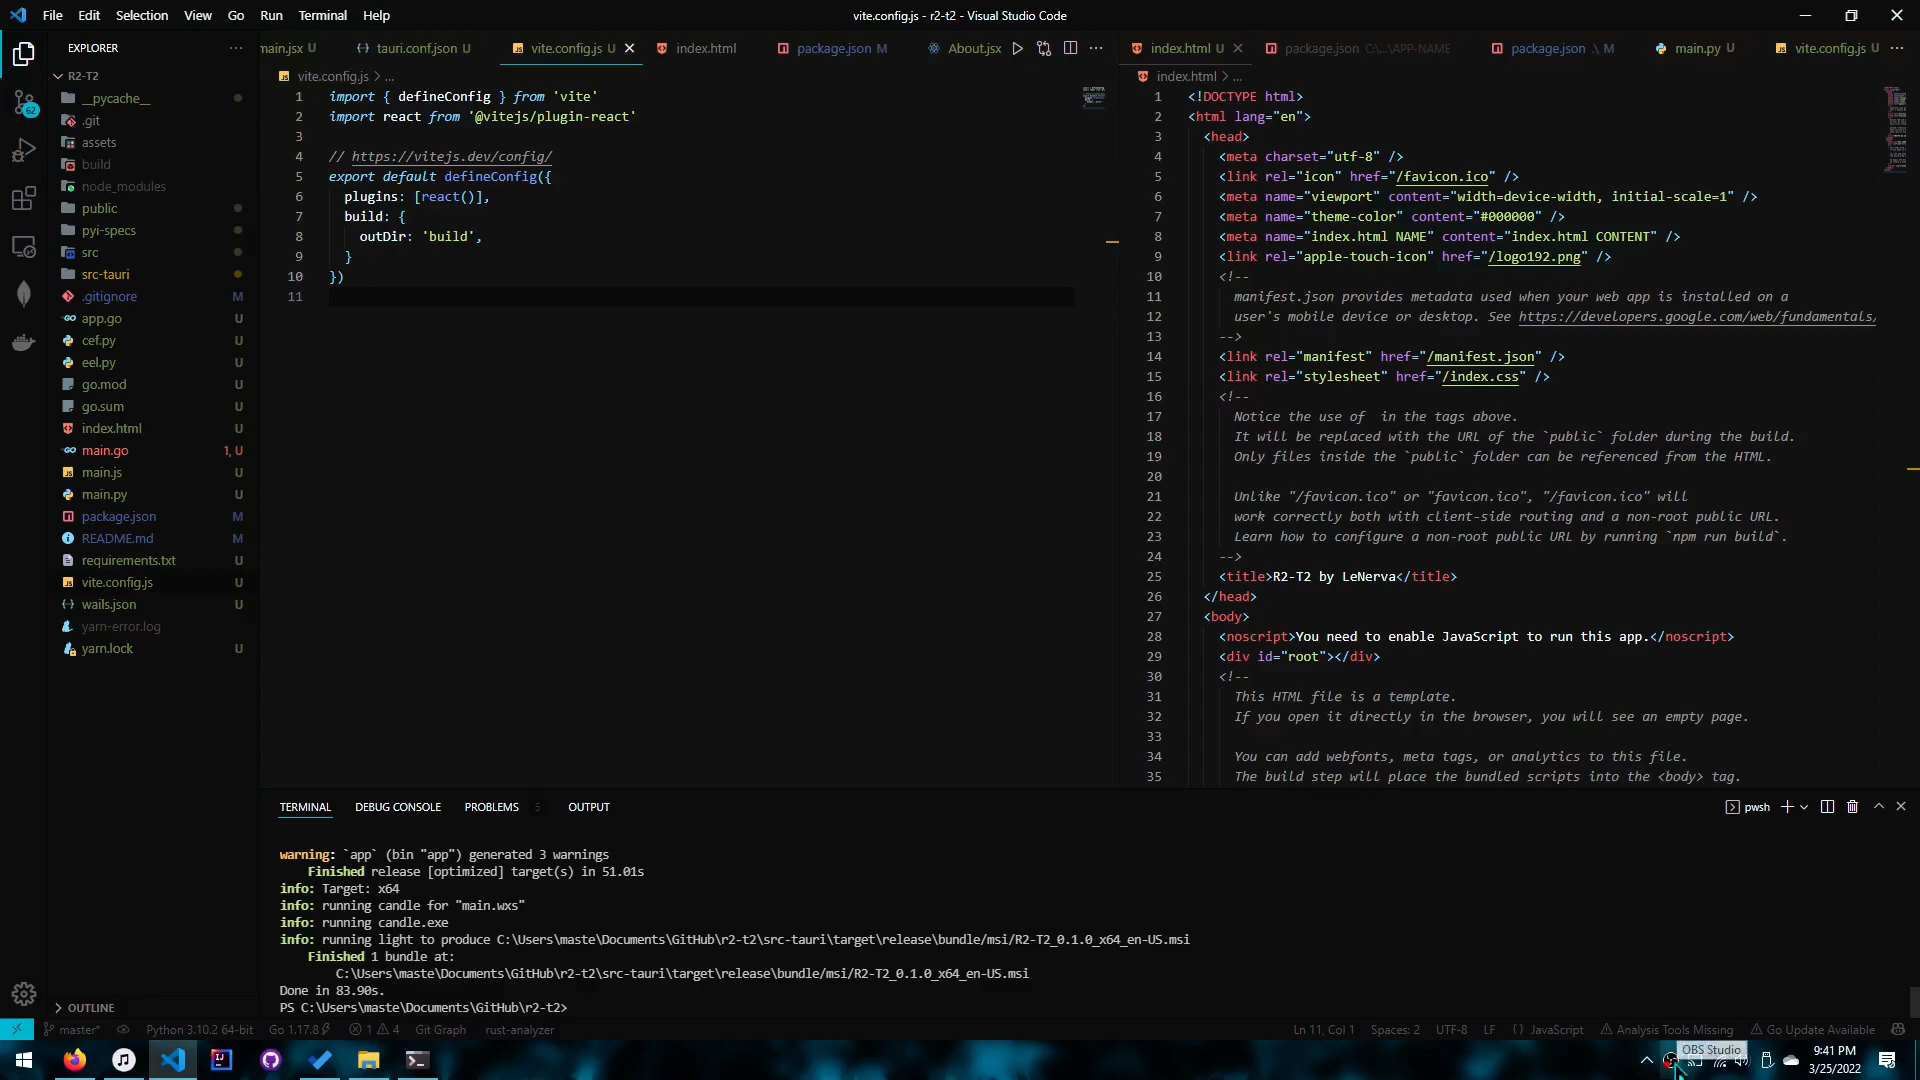 File Edit Selection View Go Run Terminal Help
vite.config.js - r2-t2 - Visual Studio Code
EXPLORER
R2-T2
__pycache__
.git
assets
build
node_modules
public
pyi-specs
src
src-tauri
.gitignore M
app.go U
cef.py U
eel.py U
go.mod U
go.sum U
index.html U
main.go 1, U
main.js U
main.py U
package.json M
README.md M
requirements.txt U
vite.config.js U
wails.json U
yarn-error.log
yarn.lock U
OUTLINE
62
main.jsx U tauri.conf.json U vite.config.js U index.html package.json M About.jsx
vite.config.js > ...
1 import { defineConfig } from 'vite'
2 import react from '@vitejs/plugin-react'
3
4 // https://vitejs.dev/config/
5 export default defineConfig({
6 plugins: [react()],
7 build: {
8 outDir: 'build',
9 }
10 })
11
index.html U package.json C:\...\APP-NAME package.json .\ M main.py U vite.config.js U
index.html > ...
1 <!DOCTYPE html>
2 <html lang="en">
3 <head>
4 <meta charset="utf-8" />
5 <link rel="icon" href="/favicon.ico" />
6 <meta name="viewport" content="width=device-width, initial-scale=1" />
7 <meta name="theme-color" content="#000000" />
8 <meta name="index.html NAME" content="index.html CONTENT" />
9 <link rel="apple-touch-icon" href="/logo192.png" />
10 <!--
11 manifest.json provides metadata used when your web app is installed on a
12 user's mobile device or desktop. See https://developers.google.com/web/fundamentals/
13 -->
14 <link rel="manifest" href="/manifest.json" />
15 <link rel="stylesheet" href="/index.css" />
16 <!--
17 Notice the use of  in the tags above.
18 It will be replaced with the URL of the `public` folder during the build.
19 Only files inside the `public` folder can be referenced from the HTML.
20
21 Unlike "/favicon.ico" or "favicon.ico", "/favicon.ico" will
22 work correctly both with client-side routing and a non-root public URL.
23 Learn how to configure a non-root public URL by running `npm run build`.
24 -->
25 <title>R2-T2 by LeNerva</title>
26 </head>
27 <body>
28 <noscript>You need to enable JavaScript to run this app.</noscript>
29 <div id="root"></div>
30 <!--
31 This HTML file is a template.
32 If you open it directly in the browser, you will see an empty page.
33
34 You can add webfonts, meta tags, or analytics to this file.
35 The build step will place the bundled scripts into the <body> tag.
TERMINAL DEBUG CONSOLE PROBLEMS 5 OUTPUT
pwsh
warning: `app` (bin "app") generated 3 warnings
Finished release [optimized] target(s) in 51.01s
info: Target: x64
info: running candle for "main.wxs"
info: running candle.exe
info: running light to produce C:\Users\maste\Documents\GitHub\r2-t2\src-tauri\target\release\bundle/msi/R2-T2_0.1.0_x64_en-US.msi
Finished 1 bundle at:
C:\Users\maste\Documents\GitHub\r2-t2\src-tauri\target\release\bundle/msi/R2-T2_0.1.0_x64_en-US.msi
Done in 83.90s.
PS C:\Users\maste\Documents\GitHub\r2-t2>
master* Python 3.10.2 64-bit Go 1.17.8 1 4 Git Graph rust-analyzer
Ln 11, Col 1 Spaces: 2 UTF-8 LF {} JavaScript Analysis Tools Missing Go Update Available
OBS Studio
9:41 PM
3/25/2022